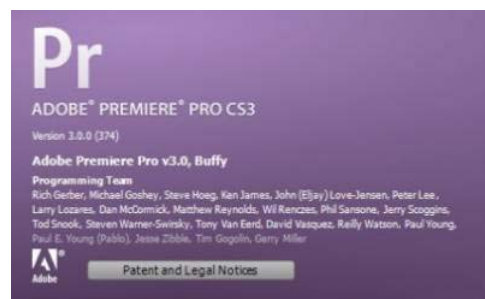 Pr
ADOBE® PREMIERE® PRO CS3
Version 3.0.0 (374)
Adobe Premiere Pro v3.0, Buffy
Programming Team
Rich Gerber, Michael Goshey, Steve Hoeg, Ken James, John (Eljay) Love-Jensen, Peter Lee,
Larry Lozares, Dan McCormick, Matthew Reynolds, Wil Renczes, Phil Sansone, Jerry Scoggins,
Tod Snook, Steven Warner-Swirsky, Tony Van Eerd, David Vasquez, Reilly Watson, Paul Young,
Paul E. Young (Pablo), Jesse Zibble, Tim Gogolin, Gerry Miller
Adobe
Patent and Legal Notices